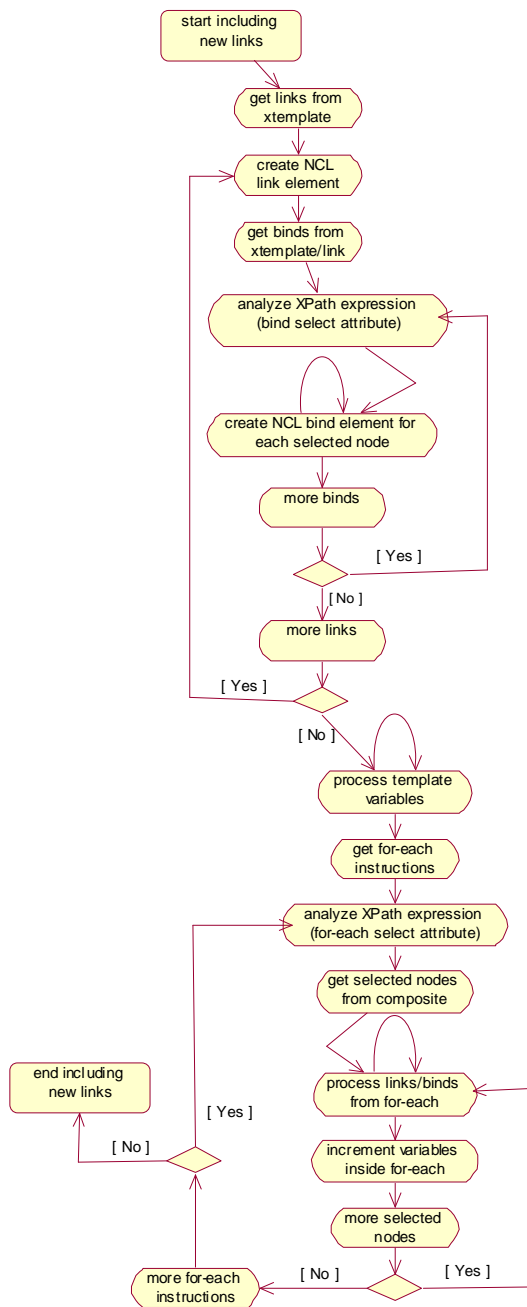 start including
new links
get links from
xtemplate
create NCL
link element
get binds from
xtemplate/link
analyze XPath expression
(bind select attribute)
create NCL bind element for
each selected node
more binds
[ Yes ]
[ No ]
more links
[ Yes ]
[ No ]
process template
variables
get for-each
instructions
analyze XPath expression
(for-each select attribute)
get selected nodes
from composite
end including
new links
process links/binds
from for-each
[ Yes ]
[ No ]
increment variables
inside for-each
more selected
nodes
more for-each
instructions
[ No ]
[ Yes ]